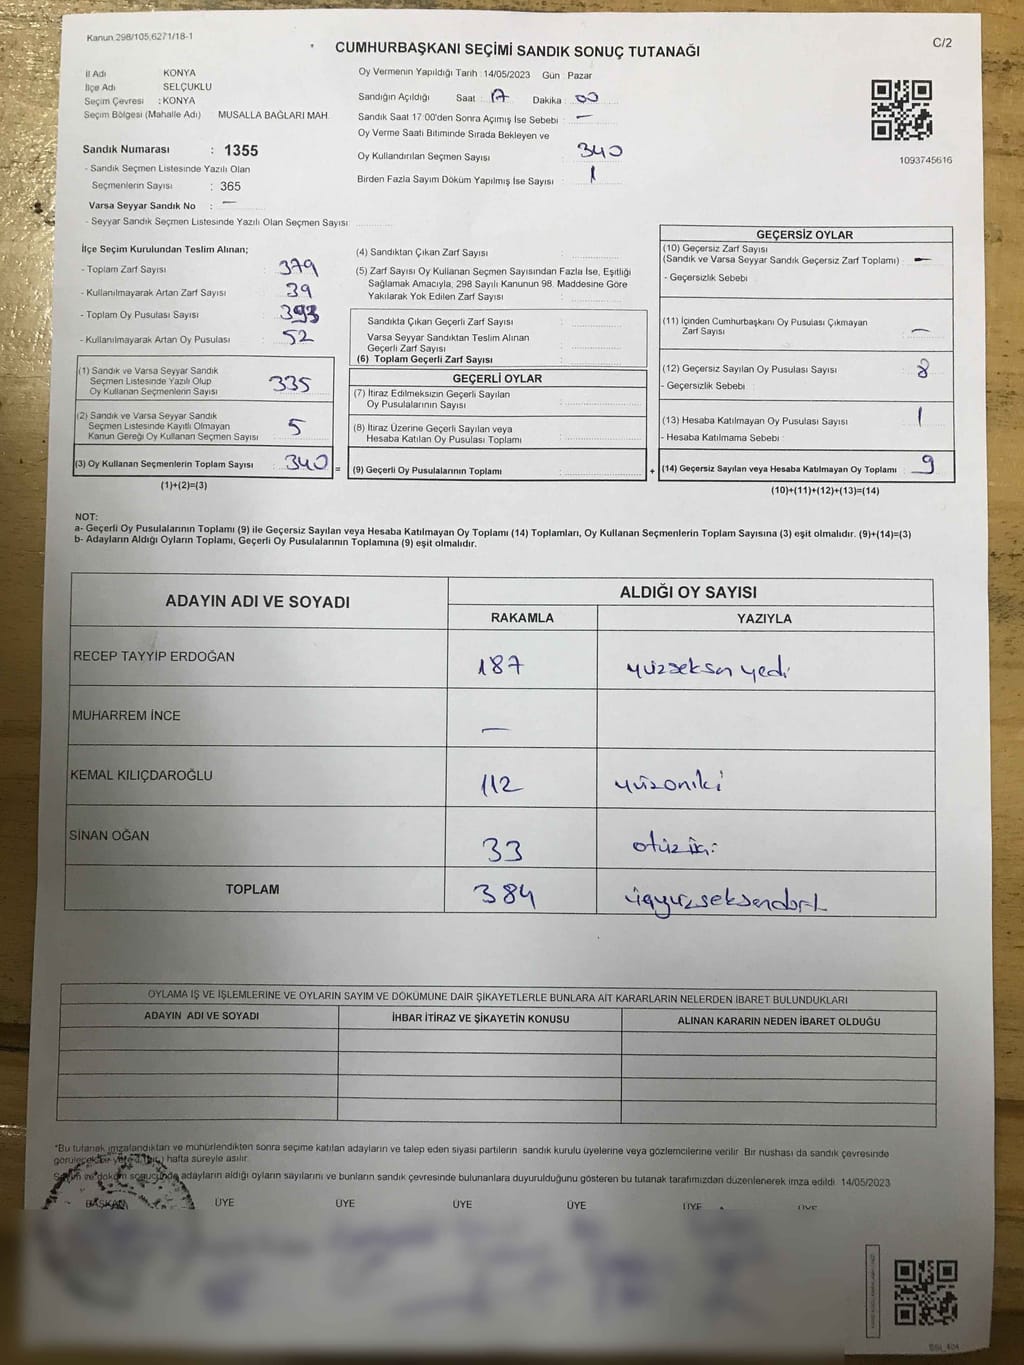 Kanun 298/105,6271/18-1
C/2
CUMHURBAŞKANI SEÇİMİ SANDIK SONUÇ TUTANAĞI
İl Adı KONYA
İlçe Adı SELÇUKLU
Seçim Çevresi : KONYA
Seçim Bölgesi (Mahalle Adı) MUSALLA BAĞLARI MAH.
Sandık Numarası : 1355
- Sandık Seçmen Listesinde Yazılı Olan
Seçmenlerin Sayısı : 365
Varsa Seyyar Sandık No : —
- Seyyar Sandık Seçmen Listesinde Yazılı Olan Seçmen Sayısı
Oy Vermenin Yapıldığı Tarih : 14/05/2023 Gün : Pazar
Sandığın Açıldığı Saat : 17 Dakika : 00
Sandık Saat 17:00'den Sonra Açımış İse Sebebi : —
Oy Verme Saati Bitiminde Sırada Bekleyen ve
Oy Kullandırılan Seçmen Sayısı 340
Birden Fazla Sayım Döküm Yapılmış İse Sayısı 1
1093745616
İlçe Seçim Kurulundan Teslim Alınan;
- Toplam Zarf Sayısı : 379
- Kullanılmayarak Artan Zarf Sayısı : 39
- Toplam Oy Pusulası Sayısı : 393
- Kullanılmayarak Artan Oy Pusulası : 52
(1) Sandık ve Varsa Seyyar Sandık
Seçmen Listesinde Yazılı Olup
Oy Kullanan Seçmenlerin Sayısı 335
(2) Sandık ve Varsa Seyyar Sandık
Seçmen Listesinde Kayıtlı Olmayan
Kanun Gereği Oy Kullanan Seçmen Sayısı 5
(3) Oy Kullanan Seçmenlerin Toplam Sayısı 340 =
(1)+(2)=(3)
(4) Sandıktan Çıkan Zarf Sayısı :
(5) Zarf Sayısı Oy Kullanan Seçmen Sayısından Fazla İse, Eşitliği
Sağlamak Amacıyla, 298 Sayılı Kanunun 98. Maddesine Göre
Yakılarak Yok Edilen Zarf Sayısı :
Sandıkta Çıkan Geçerli Zarf Sayısı :
Varsa Seyyar Sandıktan Teslim Alınan
Geçerli Zarf Sayısı :
(6) Toplam Geçerli Zarf Sayısı :
GEÇERLİ OYLAR
(7) İtiraz Edilmeksizin Geçerli Sayılan
Oy Pusulalarının Sayısı :
(8) İtiraz Üzerine Geçerli Sayılan veya
Hesaba Katılan Oy Pusulası Toplamı :
(9) Geçerli Oy Pusulalarının Toplamı : +
GEÇERSİZ OYLAR
(10) Geçersiz Zarf Sayısı
(Sandık ve Varsa Seyyar Sandık Geçersiz Zarf Toplamı) : —
- Geçersizlik Sebebi :
(11) İçinden Cumhurbaşkanı Oy Pusulası Çıkmayan
Zarf Sayısı : —
(12) Geçersiz Sayılan Oy Pusulası Sayısı : 8
- Geçersizlik Sebebi :
(13) Hesaba Katılmayan Oy Pusulası Sayısı : 1
- Hesaba Katılmama Sebebi :
(14) Geçersiz Sayılan veya Hesaba Katılmayan Oy Toplamı : 9
(10)+(11)+(12)+(13)=(14)
NOT:
a- Geçerli Oy Pusulalarının Toplamı (9) ile Geçersiz Sayılan veya Hesaba Katılmayan Oy Toplamı (14) Toplamları, Oy Kullanan Seçmenlerin Toplam Sayısına (3) eşit olmalıdır. (9)+(14)=(3)
b- Adayların Aldığı Oyların Toplamı, Geçerli Oy Pusulalarının Toplamına (9) eşit olmalıdır.
ADAYIN ADI VE SOYADI ALDIĞI OY SAYISI
RAKAMLA YAZIYLA
RECEP TAYYİP ERDOĞAN 187 yüzseksen yedi
MUHARREM İNCE —
KEMAL KILIÇDAROĞLU 112 yüzoniki
SİNAN OĞAN 33 otüz iki
TOPLAM 384 üçyüzseksendört
OYLAMA İŞ VE İŞLEMLERİNE VE OYLARIN SAYIM VE DÖKÜMÜNE DAİR ŞİKAYETLERLE BUNLARA AİT KARARLARIN NELERDEN İBARET BULUNDUKLARI
ADAYIN ADI VE SOYADI İHBAR İTİRAZ VE ŞİKAYETİN KONUSU ALINAN KARARIN NEDEN İBARET OLDUĞU
*Bu tutanak imzalandıktan ve mühürlendikten sonra seçime katılan adayların ve talep eden siyasi partilerin sandık kurulu üyelerine veya gözlemcilerine verilir. Bir nüshası da sandık çevresinde
görülecek bir yere (bir) hafta süreyle asılır.
Sayım ve döküm sonucunda adayların aldığı oyların sayılarını ve bunların sandık çevresinde bulunanlara duyurulduğunu gösteren bu tutanak tarafımızdan düzenlenerek imza edildi. 14/05/2023
BAŞKAN ÜYE ÜYE ÜYE ÜYE ÜYE ÜYE